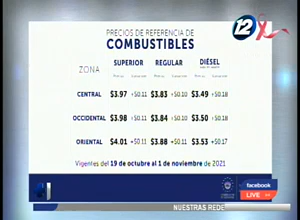 12
PRECIOS DE REFERENCIA DE
COMBUSTIBLES
ZONA SUPERIOR REGULAR DIÉSEL
CENTRAL $3.97 +$0.11 $3.83 +$0.10 $3.49 +$0.18
OCCIDENTAL $3.98 +$0.11 $3.84 +$0.10 $3.50 +$0.18
ORIENTAL $4.01 +$0.11 $3.88 +$0.11 $3.53 +$0.17
Vigentes del 19 de octubre al 1 de noviembre de 2021
facebook
LIVE
NUESTRAS REDE